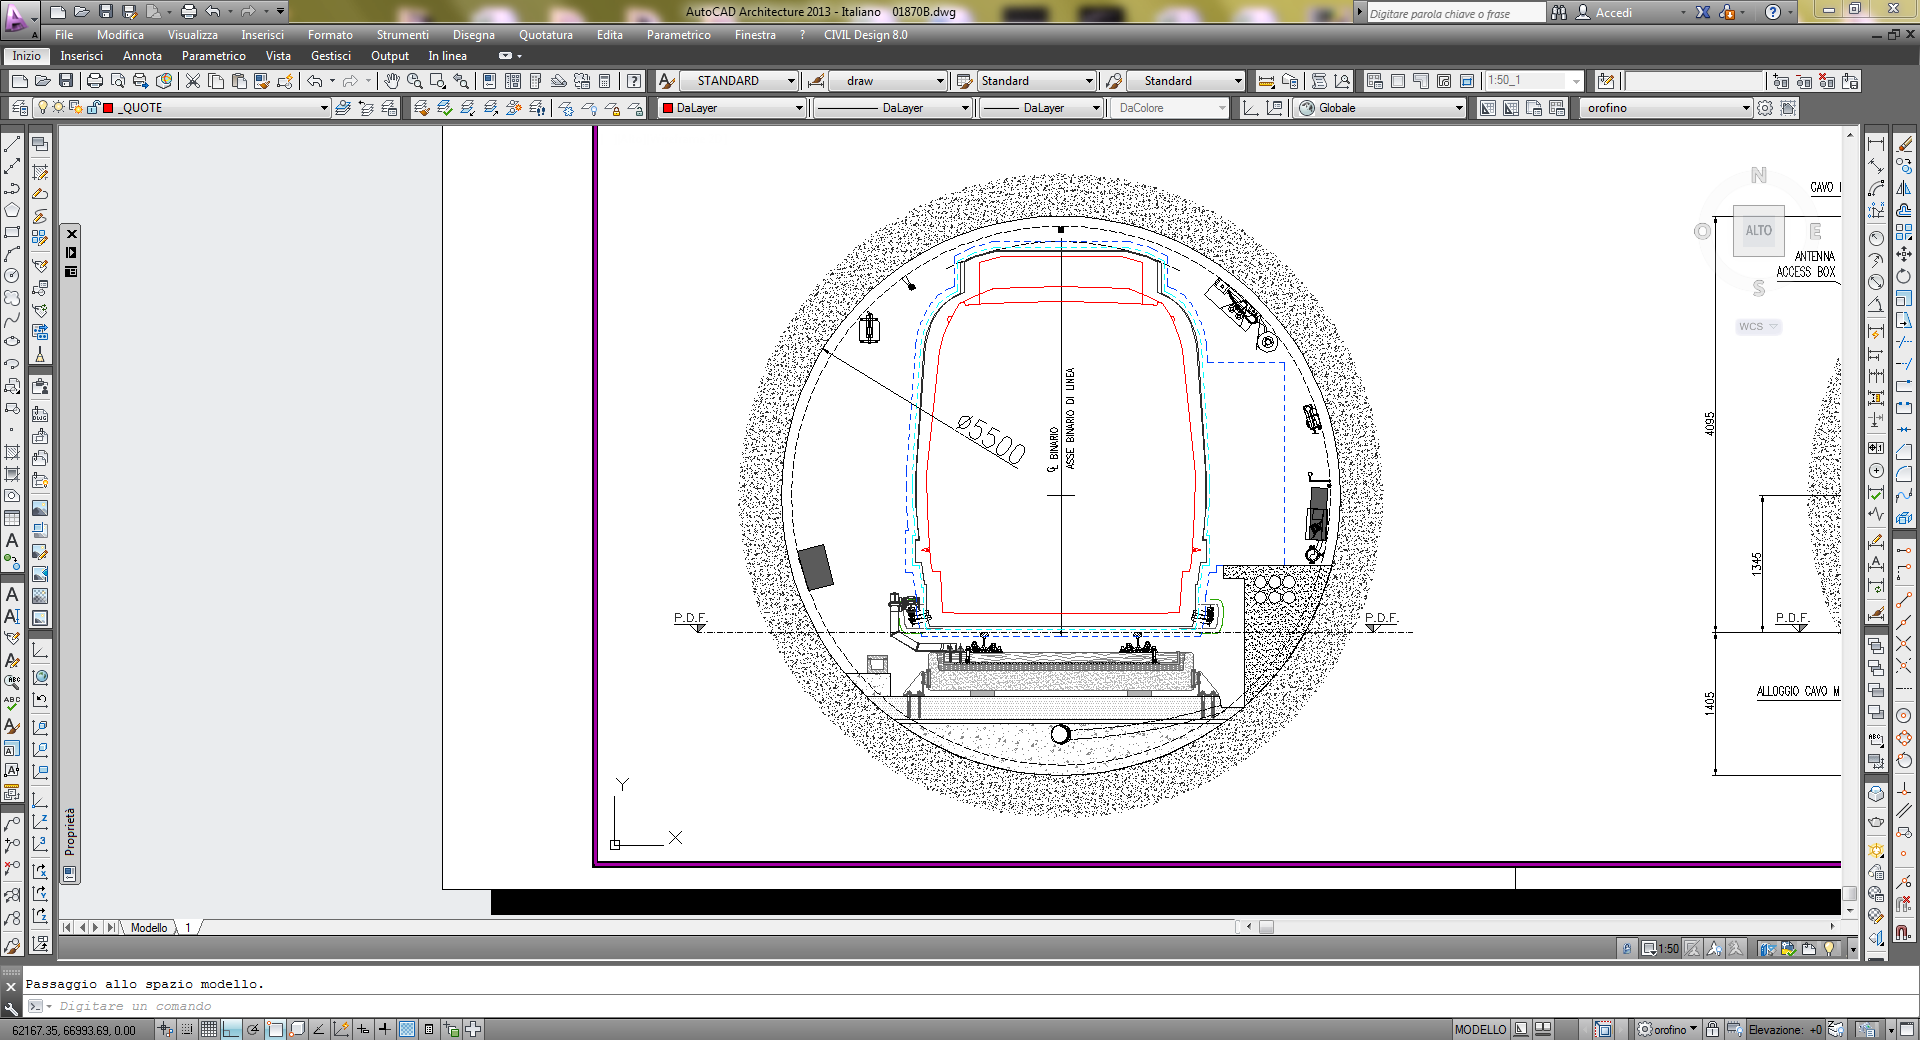 AutoCAD Architecture 2013 - Italiano 01870B.dwg
Digitare parola chiave o frase
Accedi
File Modifica Visualizza Inserisci Formato Strumenti Disegna Quotatura Edita Parametrico Finestra ? CIVIL Design 8.0
Inizio Inserisci Annota Parametrico Vista Gestisci Output In linea
STANDARD draw Standard Standard 1:50_1
_QUOTE DaLayer DaLayer DaLayer DaColore Globale orofino
N
O ALTO E
S
WCS
CAVO
ANTENNA
ACCESS BOX
Ø5500
BINARIO
ASSE BINARIO DI LINEA
P.D.F.
P.D.F.
P.D.F.
4095
1345
1405
ALLOGGIO CAVO M
Y
X
Proprietà
Modello 1
1:50
Passaggio allo spazio modello.
Digitare un comando
62167.35, 66993.69, 0.00
MODELLO
orofino
Elevazione: +0